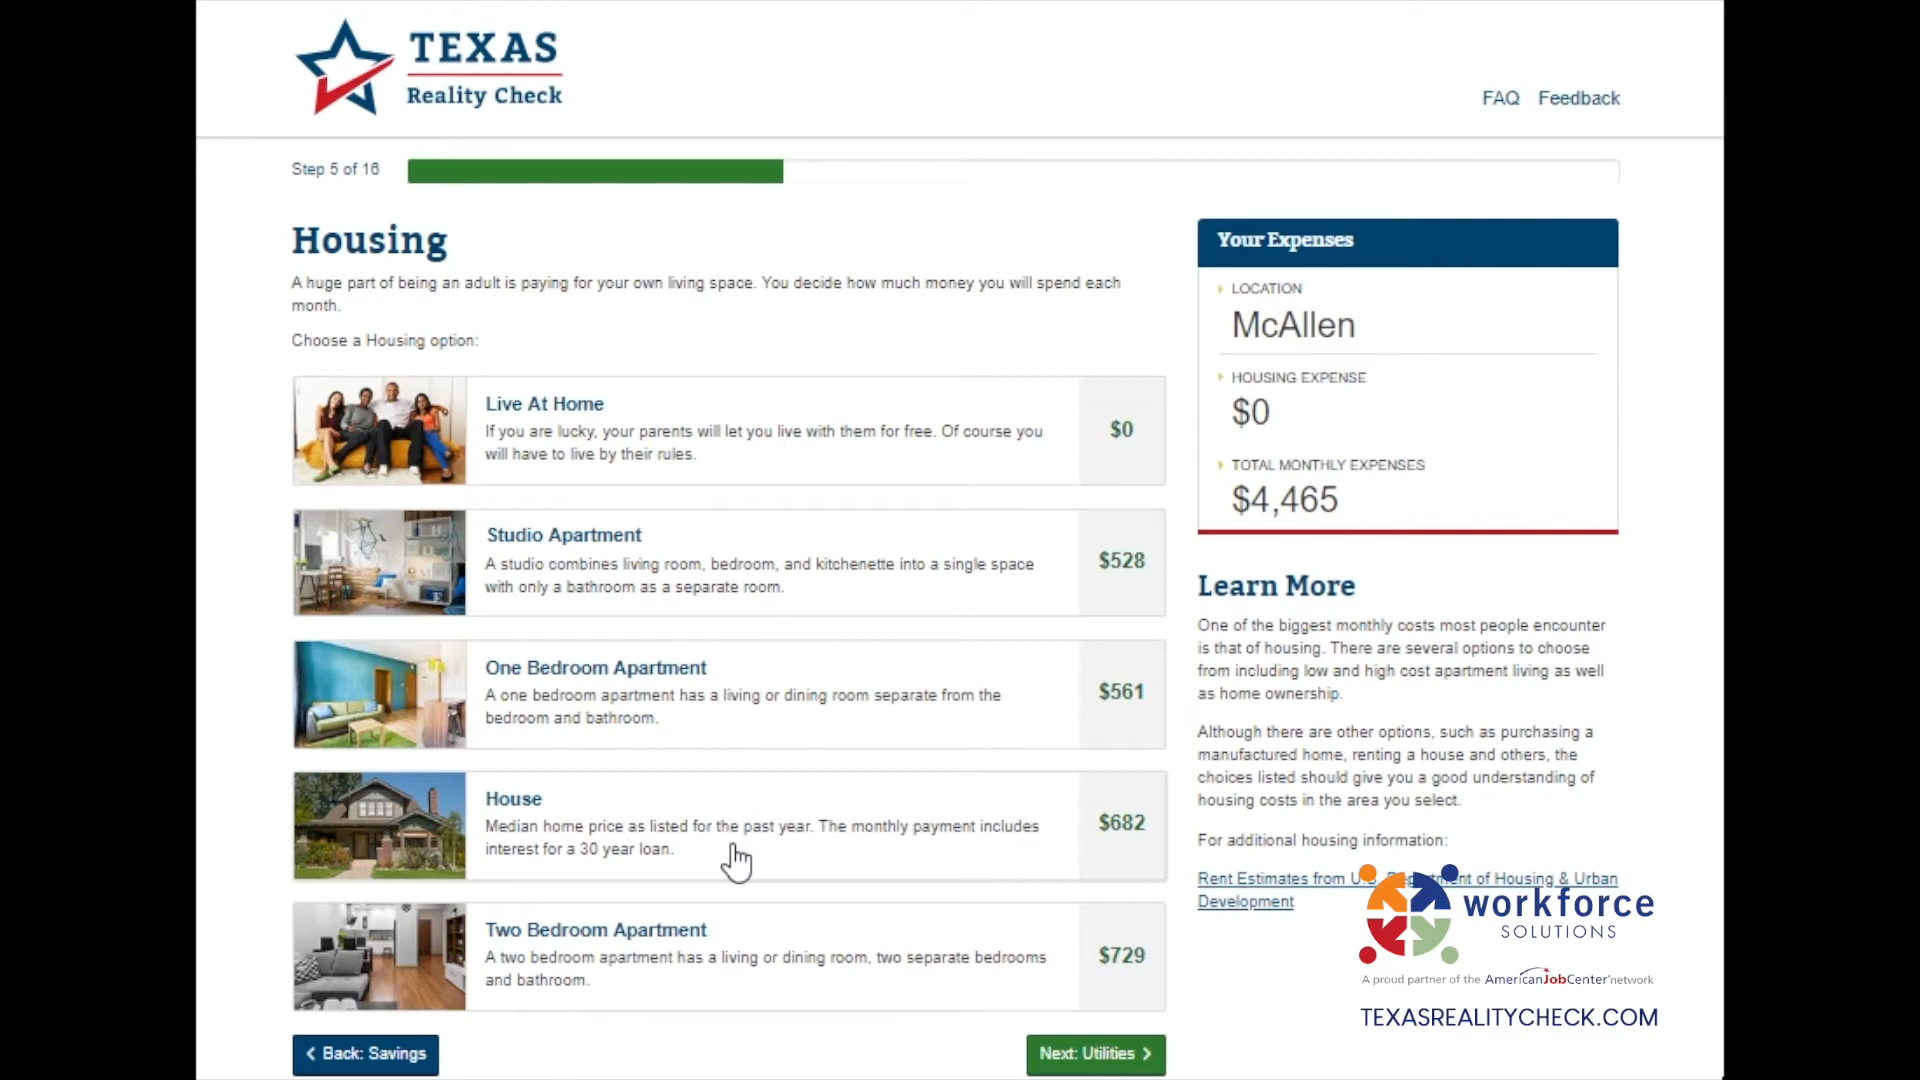 TEXAS
Reality Check
FAQ Feedback
Step 5 of 16
Housing
A huge part of being an adult is paying for your own living space. You decide how much money you will spend each
month.
Choose a Housing option:
Live At Home
If you are lucky, your parents will let you live with them for free. Of course you
will have to live by their rules.
$0
Studio Apartment
A studio combines living room, bedroom, and kitchenette into a single space
with only a bathroom as a separate room.
$528
One Bedroom Apartment
A one bedroom apartment has a living or dining room separate from the
bedroom and bathroom.
$561
House
Median home price as listed for the past year. The monthly payment includes
interest for a 30 year loan.
$682
Two Bedroom Apartment
A two bedroom apartment has a living or dining room, two separate bedrooms
and bathroom.
$729
Back: Savings
Next: Utilities
Your Expenses
LOCATION
McAllen
HOUSING EXPENSE
$0
TOTAL MONTHLY EXPENSES
$4,465
Learn More
One of the biggest monthly costs most people encounter
is that of housing. There are several options to choose
from including low and high cost apartment living as well
as home ownership.
Although there are other options, such as purchasing a
manufactured home, renting a house and others, the
choices listed should give you a good understanding of
housing costs in the area you select.
For additional housing information:
Rent Estimates from U.S. Department of Housing & Urban
Development
workforce
SOLUTIONS
A proud partner of the AmericanJobCenter network
TEXASREALITYCHECK.COM